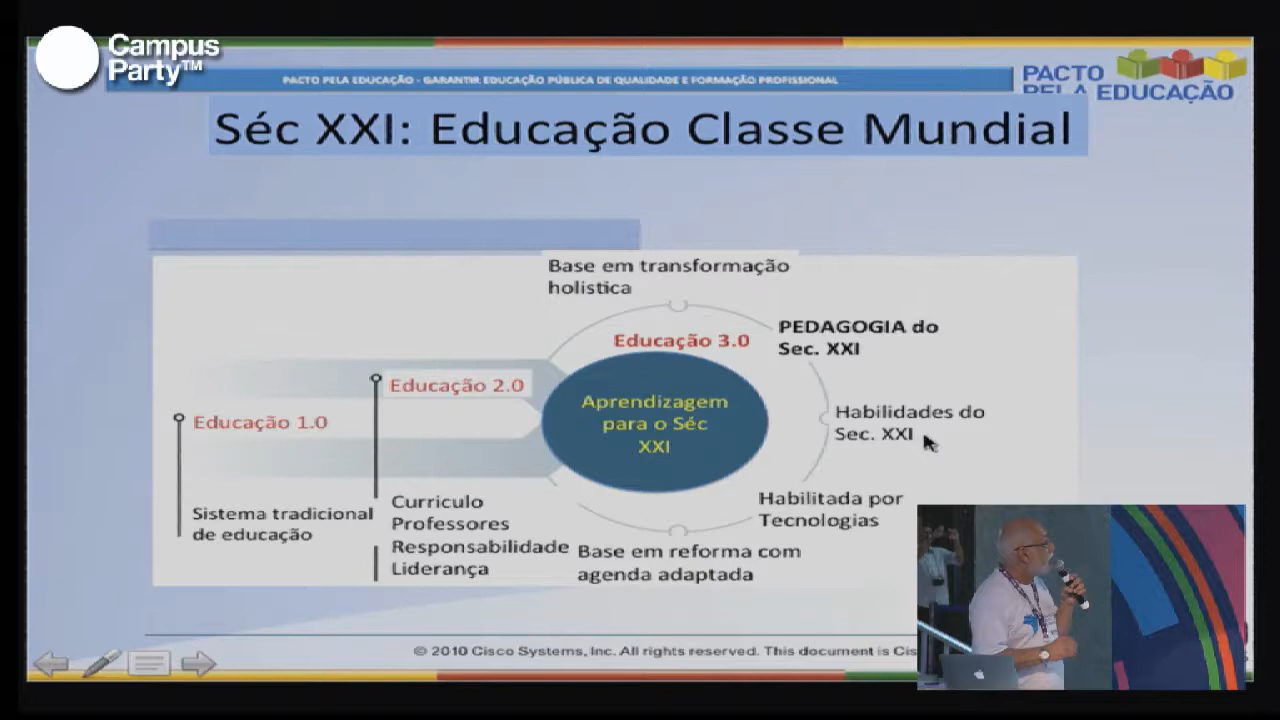 Campus
Party™
PACTO PELA EDUCAÇÃO - GARANTIR EDUCAÇÃO PÚBLICA DE QUALIDADE E FORMAÇÃO PROFISSIONAL
PACTO
PELA EDUCAÇÃO
Séc XXI: Educação Classe Mundial
Base em transformação
holistica
Educação 3.0
PEDAGOGIA do
Sec. XXI
Educação 2.0
Educação 1.0
Aprendizagem
para o Séc
XXI
Habilidades do
Sec. XXI
Sistema tradicional
de educação
Curriculo
Professores
Responsabilidade
Liderança
Habilitada por
Tecnologias
Base em reforma com
agenda adaptada
© 2010 Cisco Systems, Inc. All rights reserved. This document is Cis